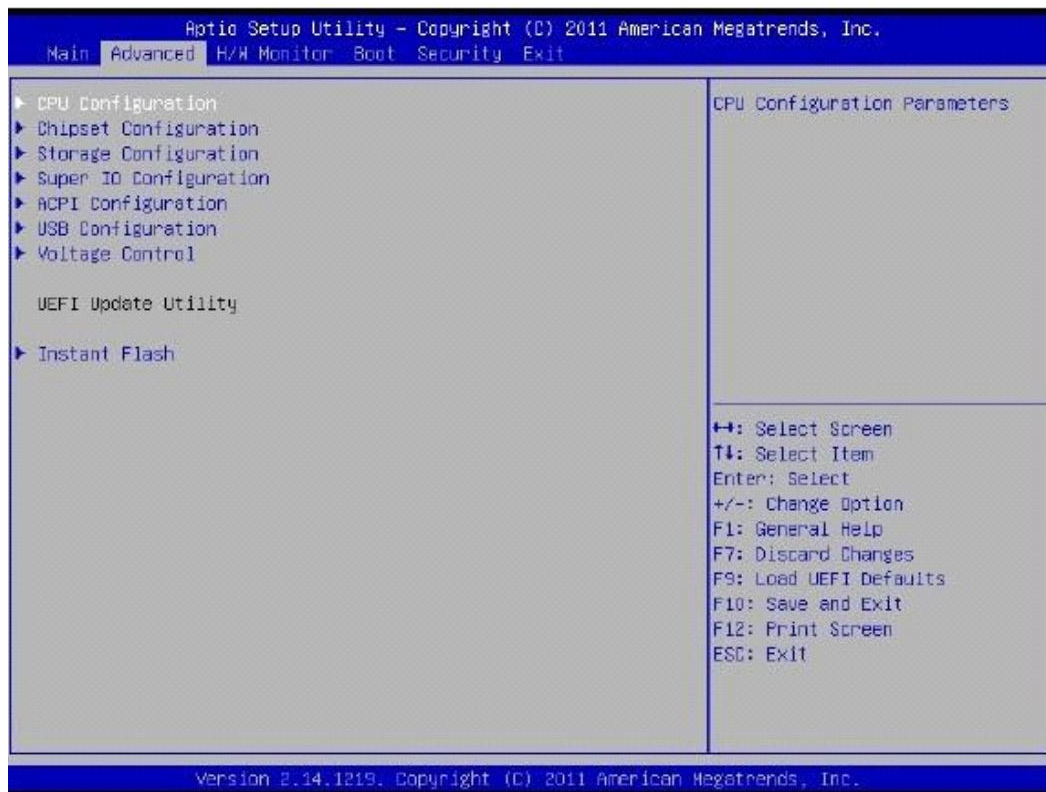 Aptio Setup Utility – Copyright (C) 2011 American Megatrends, Inc.
Main Advanced H/W Monitor Boot Security Exit
CPU Configuration
Chipset Configuration
Storage Configuration
Super IO Configuration
ACPI Configuration
USB Configuration
Voltage Control
UEFI Update Utility
Instant Flash
CPU Configuration Parameters
↔: Select Screen
↑↓: Select Item
Enter: Select
+/-: Change Option
F1: General Help
F7: Discard Changes
F9: Load UEFI Defaults
F10: Save and Exit
F12: Print Screen
ESC: Exit
Version 2.14.1219. Copyright (C) 2011 American Megatrends, Inc.